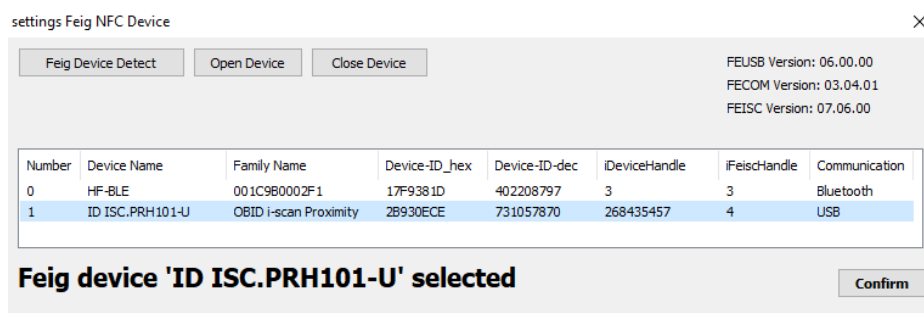 settings Feig NFC Device
Feig Device Detect Open Device Close Device
FEUSB Version: 06.00.00
FECOM Version: 03.04.01
FEISC Version: 07.06.00
Number Device Name Family Name Device-ID_hex Device-ID-dec iDeviceHandle iFeiscHandle Communication
0 HF-BLE 001C9B0002F1 17F9381D 402208797 3 3 Bluetooth
1 ID ISC.PRH101-U OBID i-scan Proximity 2B930ECE 731057870 268435457 4 USB
Feig device 'ID ISC.PRH101-U' selected
Confirm